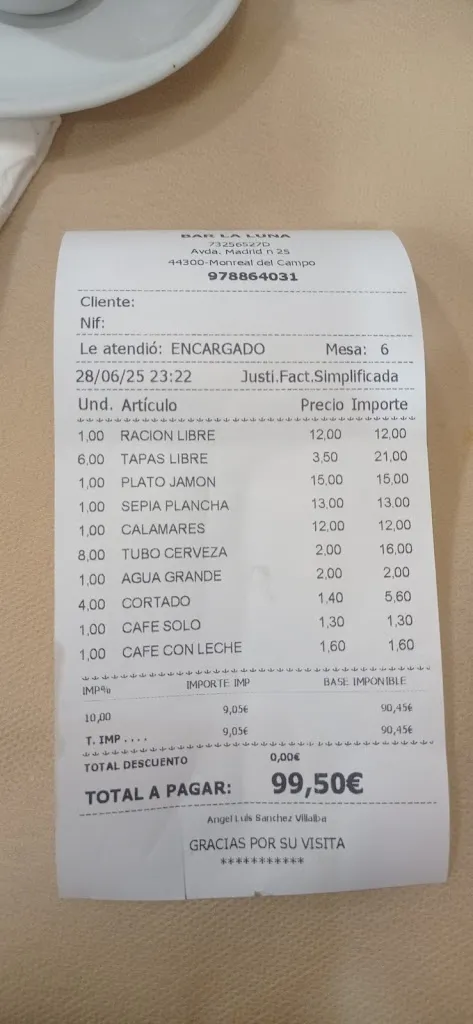 BAR LA LUNA
73256527D
Avda. Madrid n 25
44300-Monreal del Campo
978864031
Cliente:
Nif:
Le atendió: ENCARGADO Mesa: 6
28/06/25 23:22 Justi.Fact.Simplificada
Und. Artículo Precio Importe
1,00 RACION LIBRE 12,00 12,00
6,00 TAPAS LIBRE 3,50 21,00
1,00 PLATO JAMON 15,00 15,00
1,00 SEPIA PLANCHA 13,00 13,00
1,00 CALAMARES 12,00 12,00
8,00 TUBO CERVEZA 2,00 16,00
1,00 AGUA GRANDE 2,00 2,00
4,00 CORTADO 1,40 5,60
1,00 CAFE SOLO 1,30 1,30
1,00 CAFE CON LECHE 1,60 1,60
IMP% IMPORTE IMP BASE IMPONIBLE
10,00 9,05€ 90,45€
T. IMP .... 9,05€ 90,45€
TOTAL DESCUENTO 0,00€
TOTAL A PAGAR: 99,50€
Angel Luis Sanchez Villalba
GRACIAS POR SU VISITA
***********